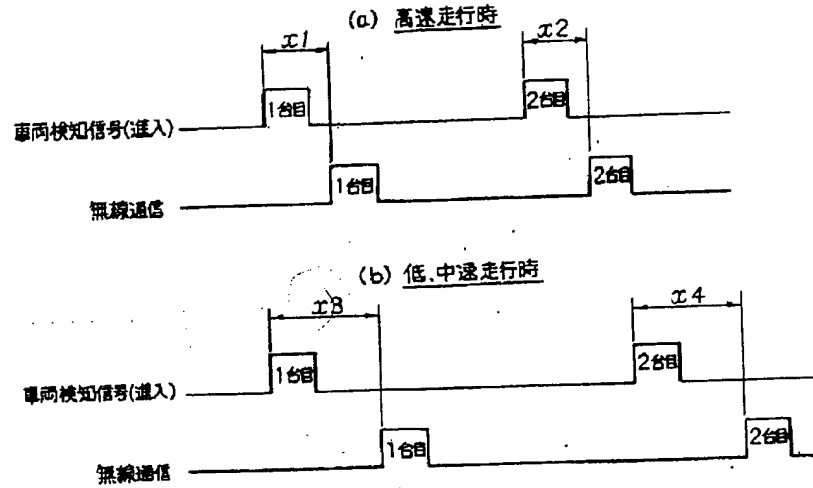 (a) 高速走行時
x1 x2
1台目 2台目
車両検知信号(進入)
1台目 2台目
無線通信
(b) 低、中速走行時
x3 x4
1台目 2台目
車両検知信号(進入)
1台目 2台目
無線通信